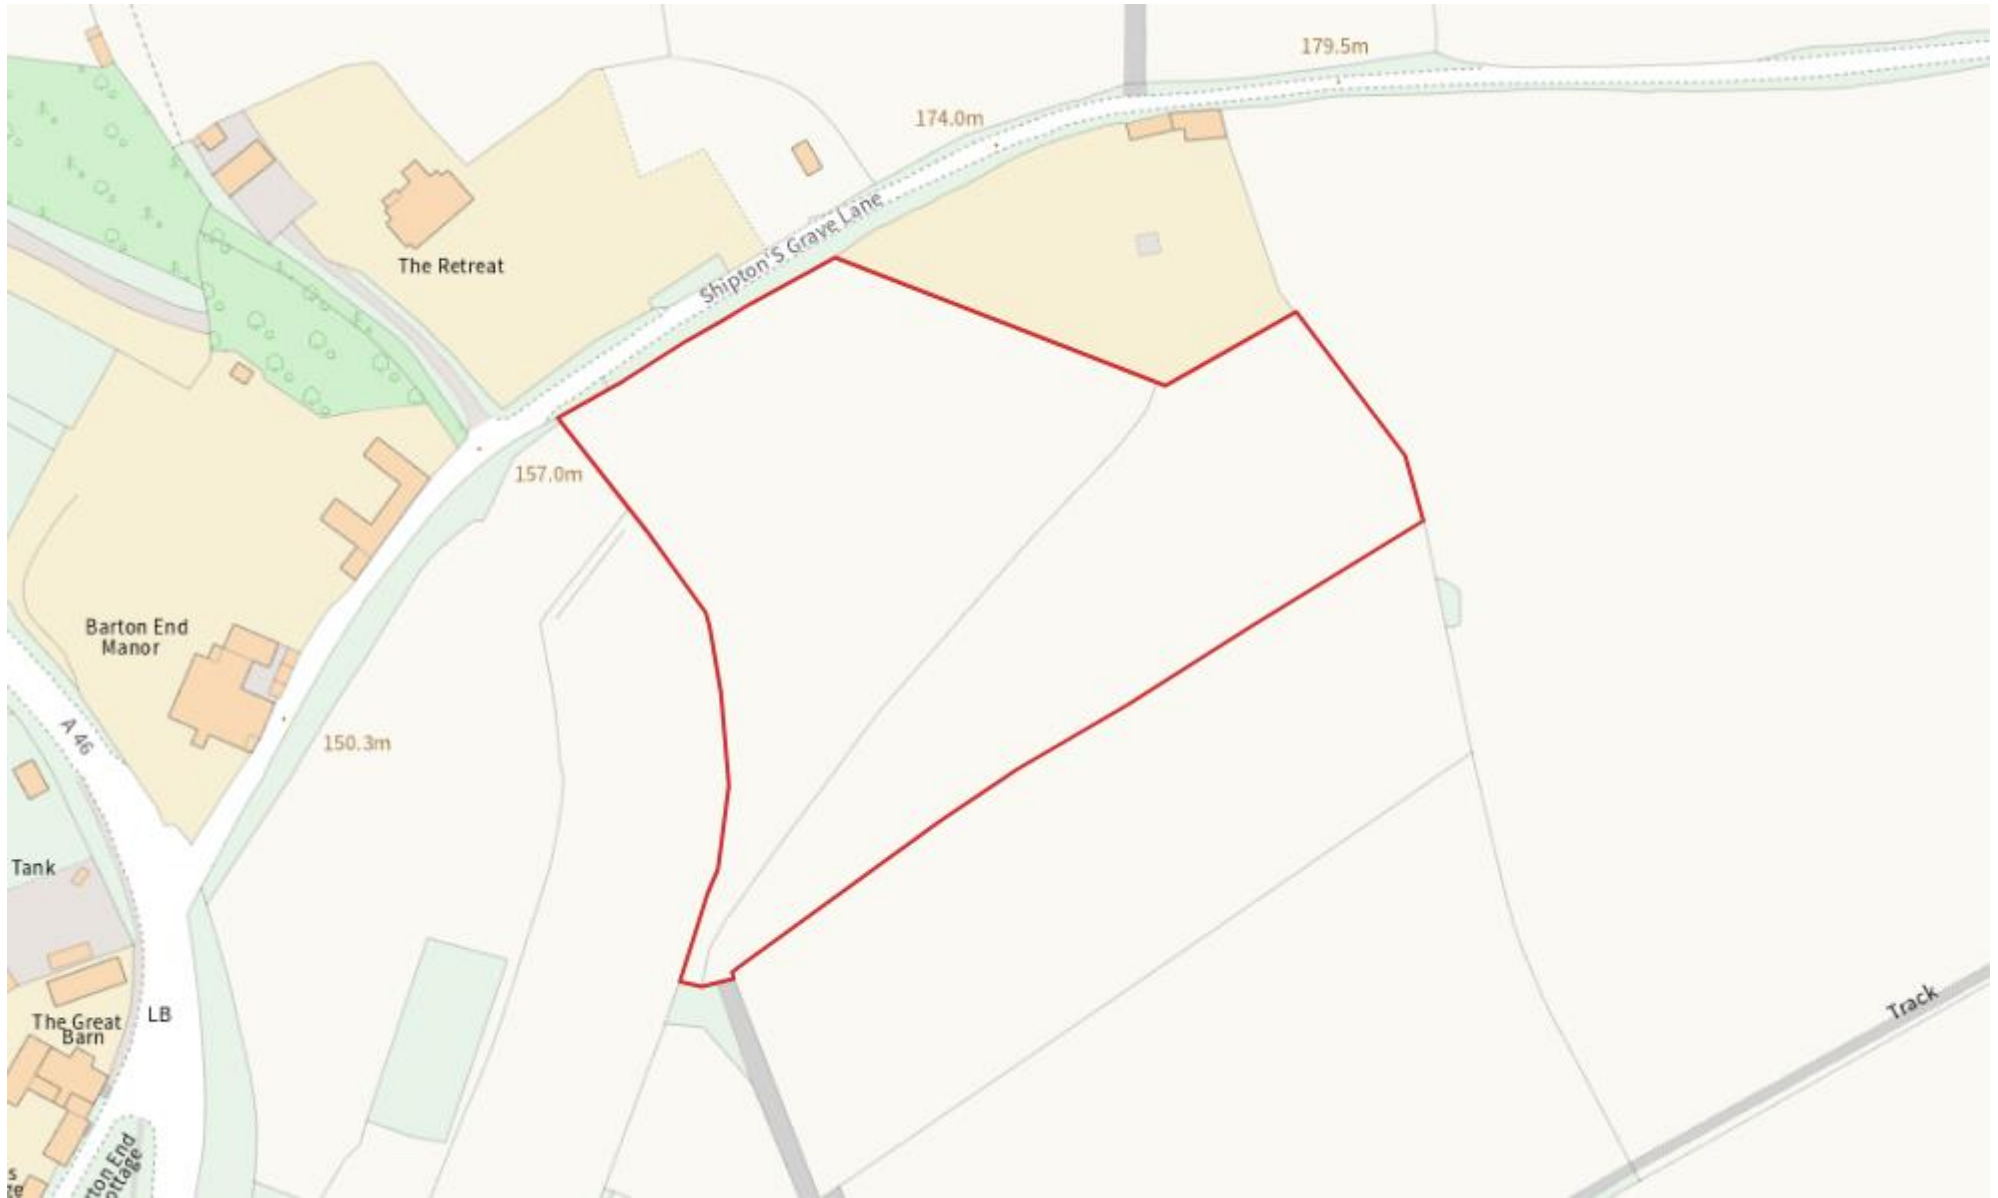 179.5m
174.0m
Shipton'S Grave Lane
The Retreat
157.0m
Barton End
Manor
A 46
150.3m
Tank
Track
The Great
Barn
LB